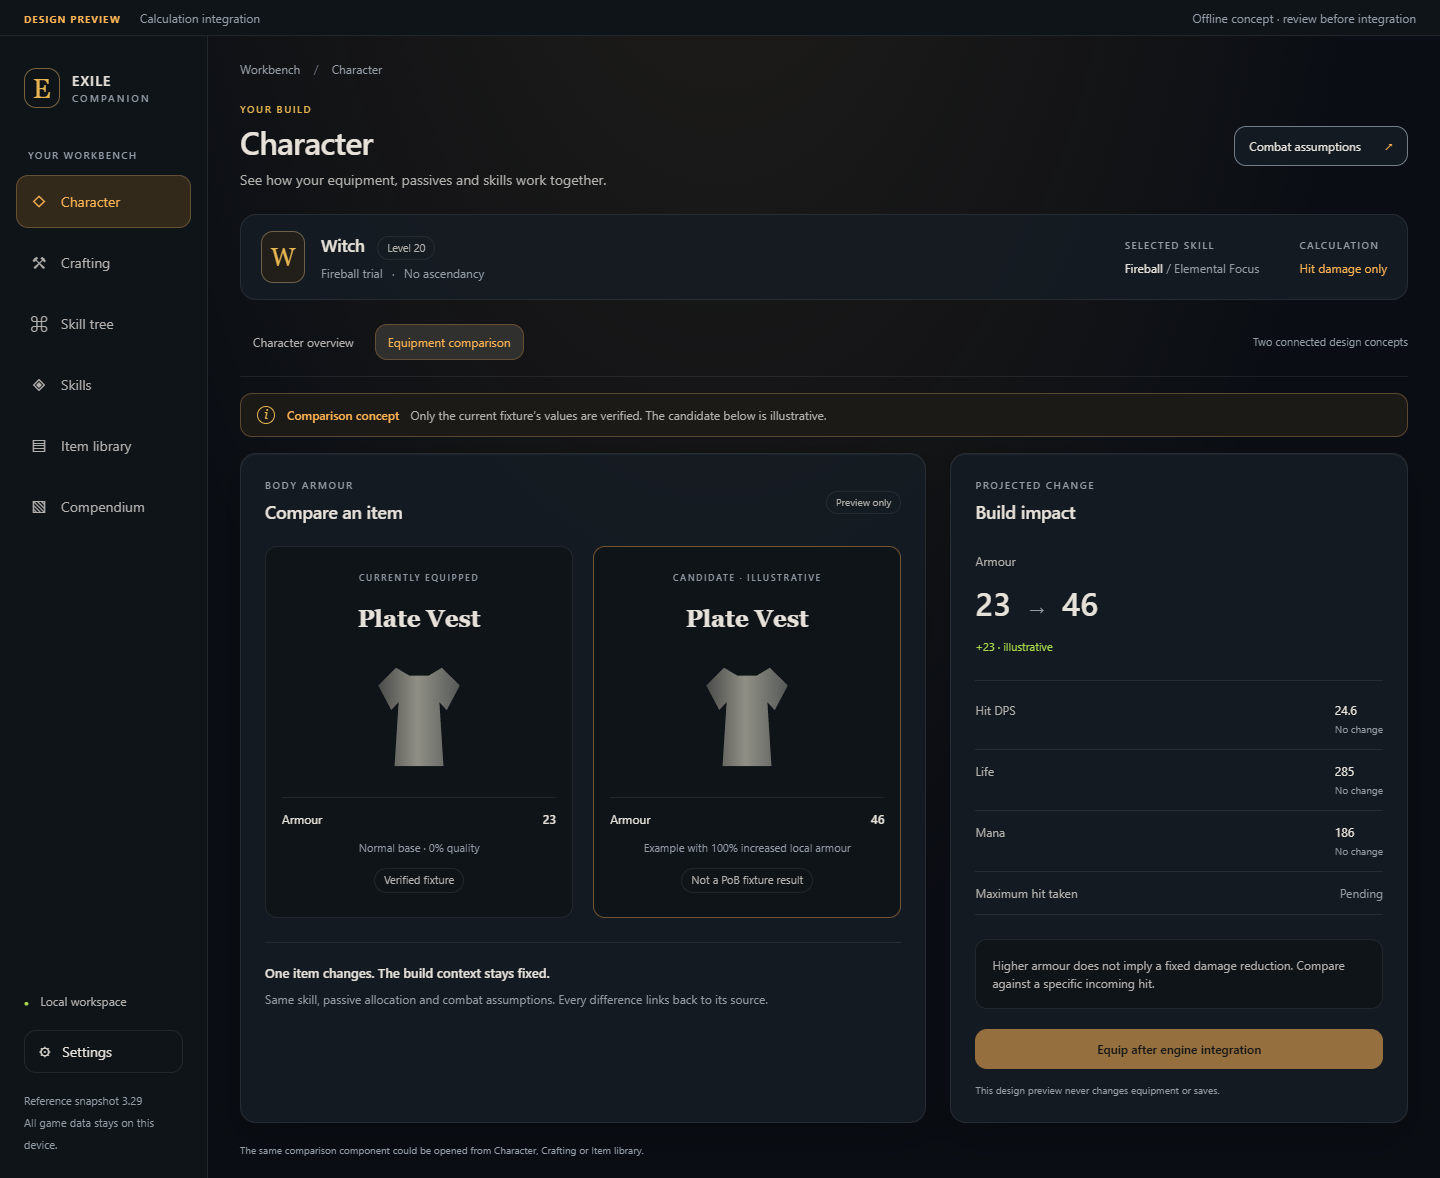 DESIGN PREVIEW Calculation integration Offline concept · review before integration
E EXILE
COMPANION
YOUR WORKBENCH
Character
Crafting
Skill tree
Skills
Item library
Compendium
Local workspace
Settings
Reference snapshot 3.29
All game data stays on this
device.
Workbench / Character
YOUR BUILD
Character
See how your equipment, passives and skills work together.
Combat assumptions ↗
W
Witch Level 20
Fireball trial · No ascendancy
SELECTED SKILL
Fireball / Elemental Focus
CALCULATION
Hit damage only
Character overview Equipment comparison Two connected design concepts
i Comparison concept Only the current fixture's values are verified. The candidate below is illustrative.
BODY ARMOUR
Compare an item
Preview only
CURRENTLY EQUIPPED
Plate Vest
Armour 23
Normal base · 0% quality
Verified fixture
CANDIDATE · ILLUSTRATIVE
Plate Vest
Armour 46
Example with 100% increased local armour
Not a PoB fixture result
One item changes. The build context stays fixed.
Same skill, passive allocation and combat assumptions. Every difference links back to its source.
PROJECTED CHANGE
Build impact
Armour
23 → 46
+23 · illustrative
Hit DPS 24.6
No change
Life 285
No change
Mana 186
No change
Maximum hit taken Pending
Higher armour does not imply a fixed damage reduction. Compare
against a specific incoming hit.
Equip after engine integration
This design preview never changes equipment or saves.
The same comparison component could be opened from Character, Crafting or Item library.